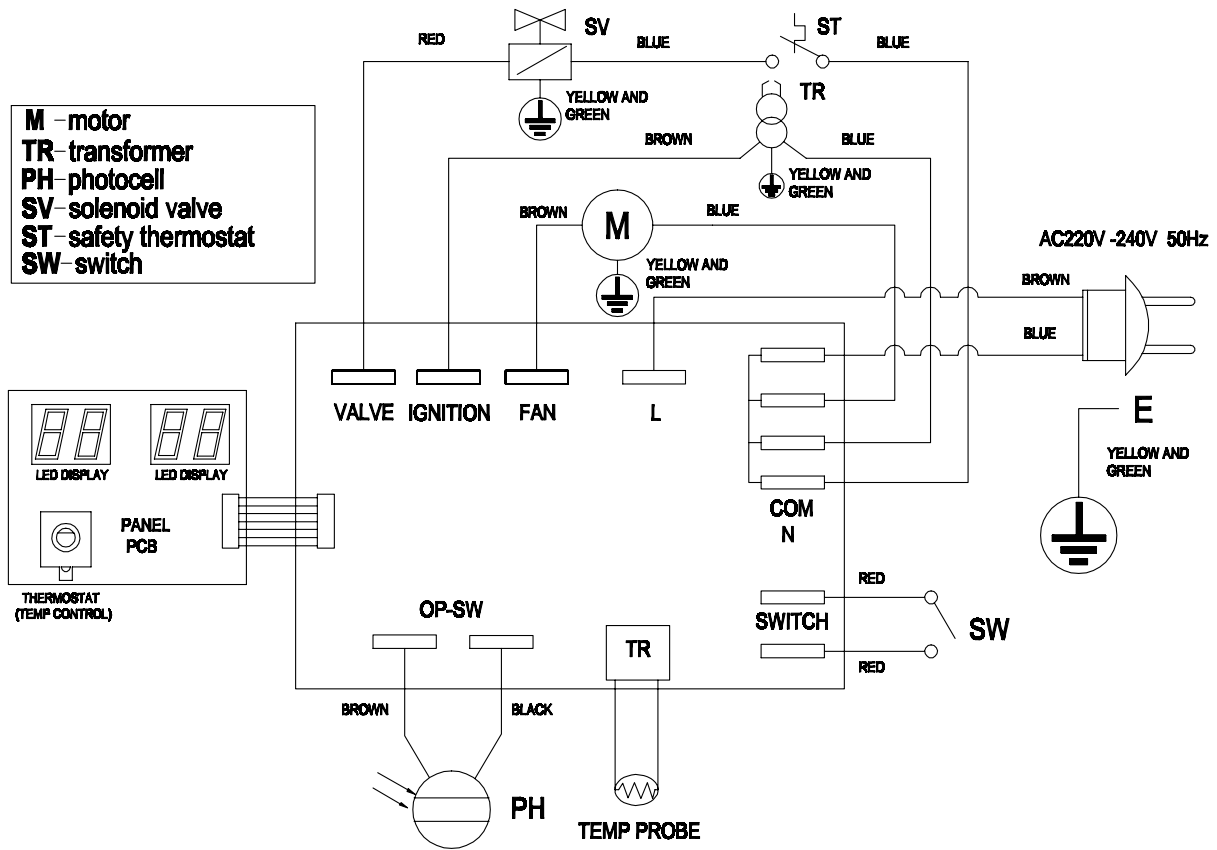 RED
SV
BLUE
ST
BLUE
YELLOW AND
GREEN
TR
M - motor
TR - transformer
PH - photocell
SV - solenoid valve
ST - safety thermostat
SW - switch
BROWN
BLUE
YELLOW AND
GREEN
BROWN
M
BLUE
YELLOW AND
GREEN
AC220V -240V 50Hz
BROWN
BLUE
VALVE
IGNITION
FAN
L
E
YELLOW AND
GREEN
88
88
LED DISPLAY
LED DISPLAY
PANEL
PCB
THERMOSTAT
(TEMP CONTROL)
COM
N
OP-SW
TR
RED
SWITCH
SW
RED
BROWN
BLACK
PH
TEMP PROBE